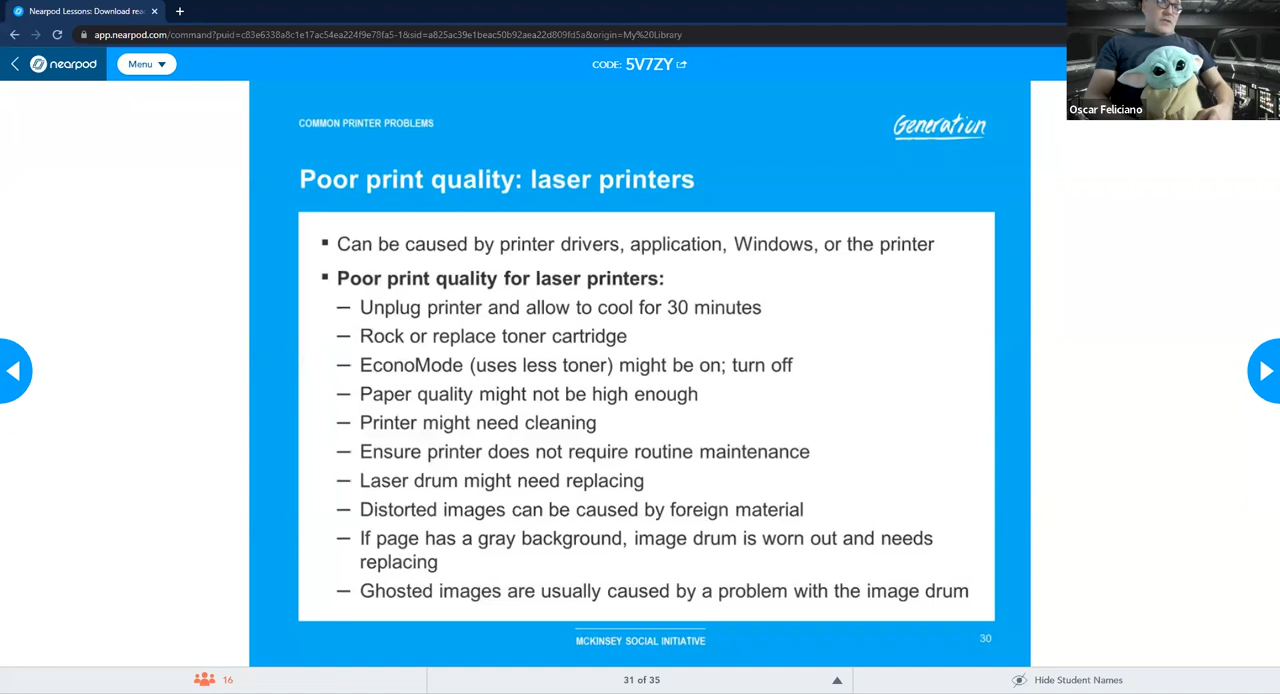 Nearpod Lessons: Download rea
app.nearpod.com/command?puid=c83e6338a8c1e17ac54ea224f9e78fa5-1&sid=a825ac39e1beac50b92aea22d809fd5a&origin=My%20Library
nearpod
Menu
CODE: 5V7ZY
Oscar Feliciano
COMMON PRINTER PROBLEMS
Generation
Poor print quality: laser printers
▪ Can be caused by printer drivers, application, Windows, or the printer
▪ Poor print quality for laser printers:
— Unplug printer and allow to cool for 30 minutes
— Rock or replace toner cartridge
— EconoMode (uses less toner) might be on; turn off
— Paper quality might not be high enough
— Printer might need cleaning
— Ensure printer does not require routine maintenance
— Laser drum might need replacing
— Distorted images can be caused by foreign material
— If page has a gray background, image drum is worn out and needs
replacing
— Ghosted images are usually caused by a problem with the image drum
MCKINSEY SOCIAL INITIATIVE
30
16
31 of 35
Hide Student Names